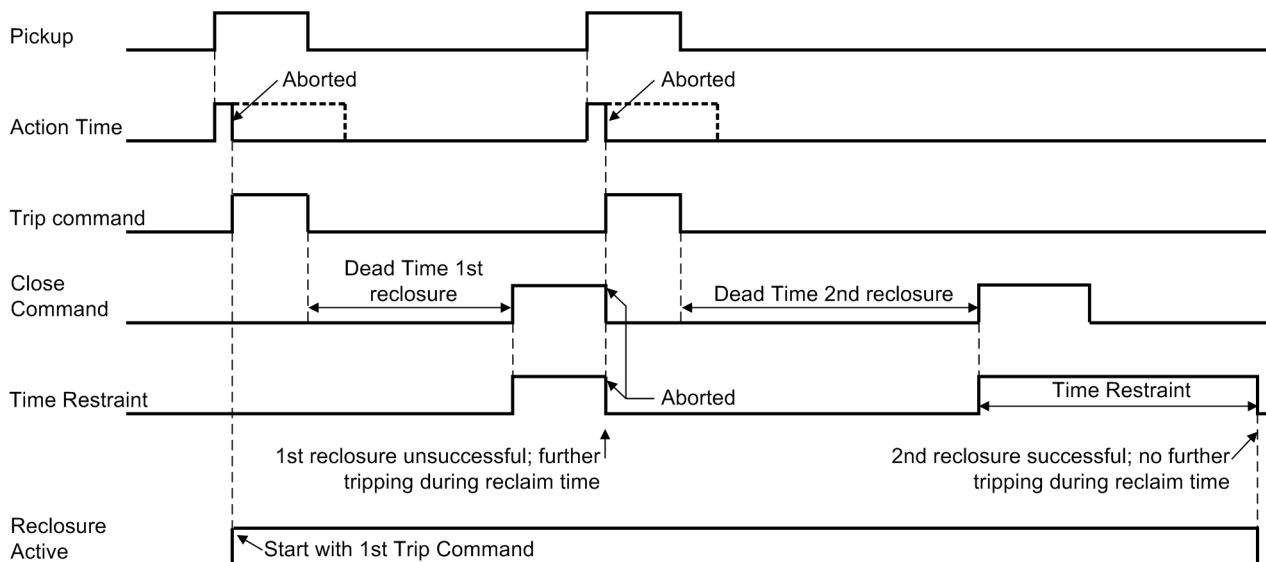 Pickup
Aborted
Aborted
Action Time
Trip command
Close
Command
Dead Time 1st
reclosure
Dead Time 2nd reclosure
Time Restraint
Aborted
Time Restraint
1st reclosure unsuccessful; further
tripping during reclaim time
2nd reclosure successful; no further
tripping during reclaim time
Reclosure
Active
Start with 1st Trip Command